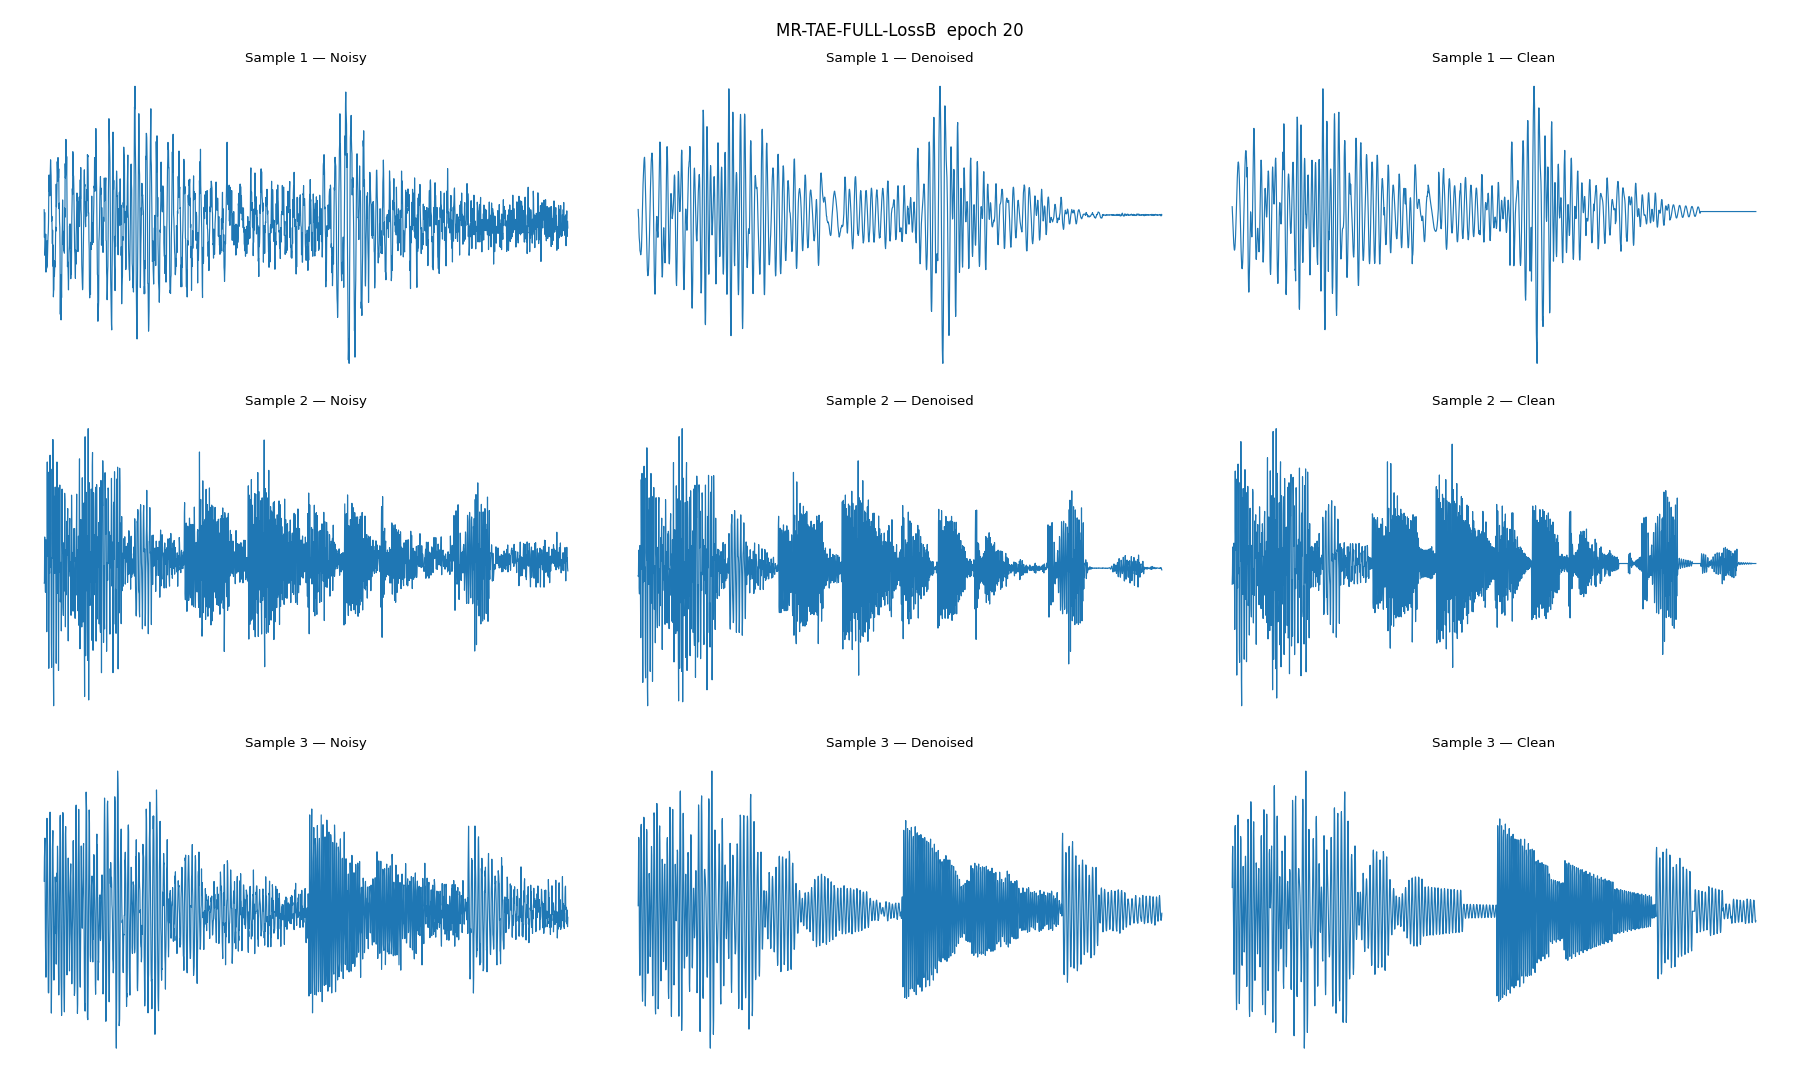 MR-TAE-FULL-LossB  epoch 20
Sample 1 — Noisy
Sample 1 — Denoised
Sample 1 — Clean
Sample 2 — Noisy
Sample 2 — Denoised
Sample 2 — Clean
Sample 3 — Noisy
Sample 3 — Denoised
Sample 3 — Clean